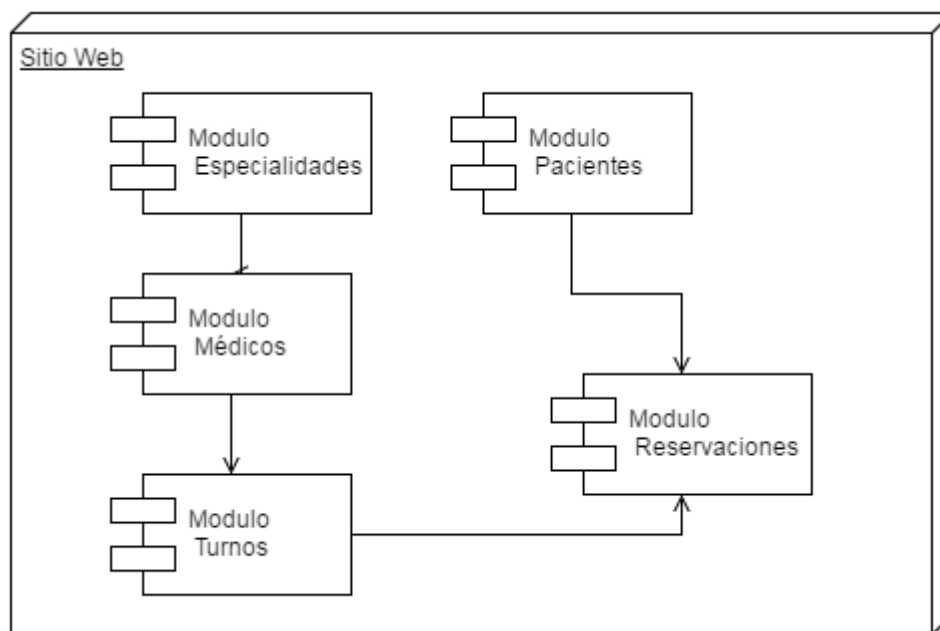 Sitio Web
Modulo
Especialidades
Modulo
Pacientes
Modulo
Médicos
Modulo
Reservaciones
Modulo
Turnos